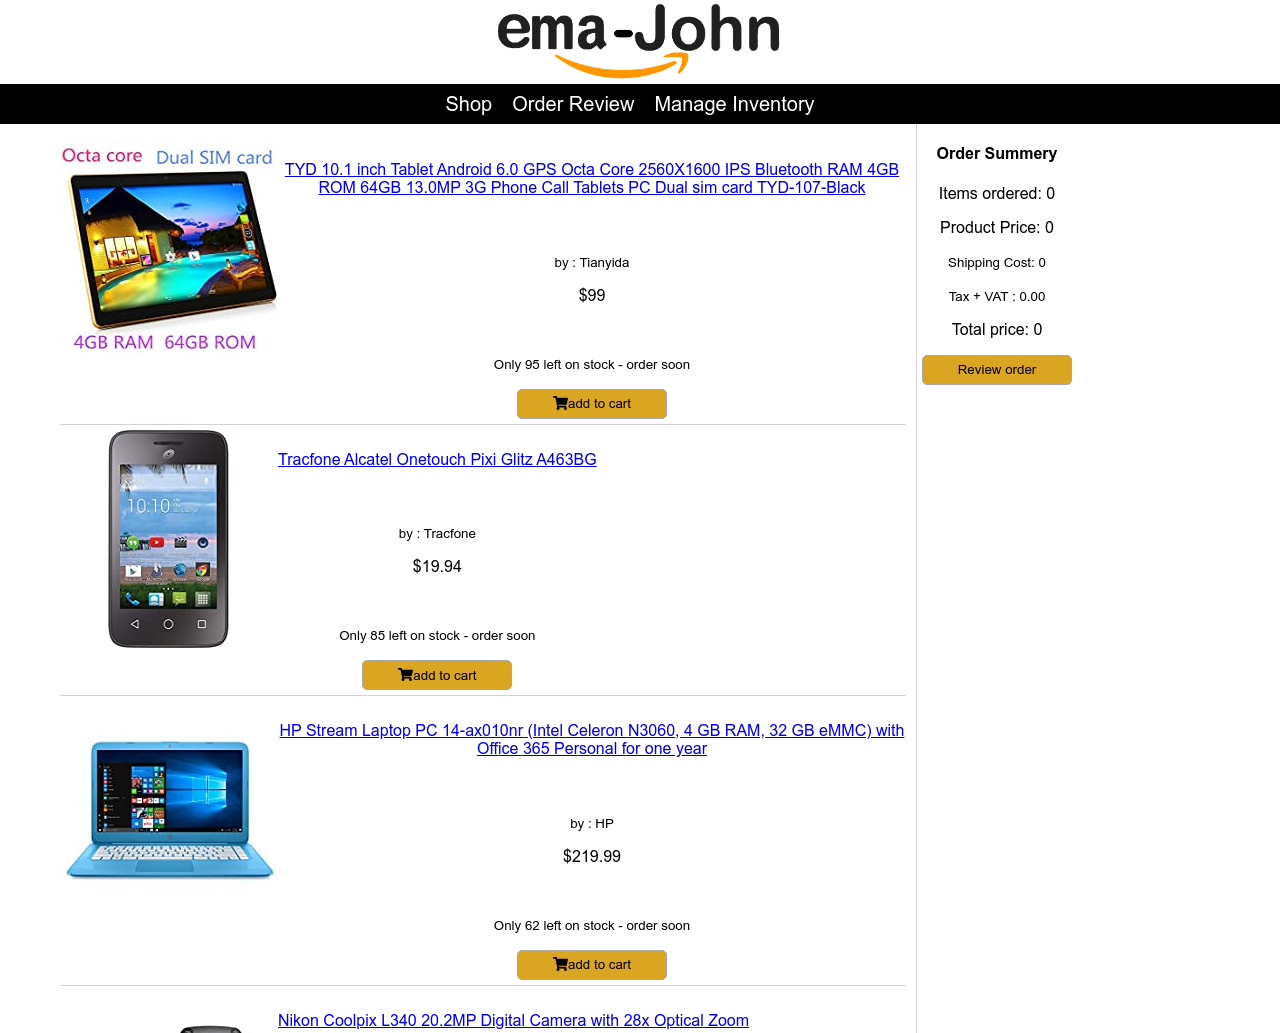 ema-John
Shop Order Review Manage Inventory
Octa core Dual SIM card
4GB RAM 64GB ROM
TYD 10.1 inch Tablet Android 6.0 GPS Octa Core 2560X1600 IPS Bluetooth RAM 4GB
ROM 64GB 13.0MP 3G Phone Call Tablets PC Dual sim card TYD-107-Black
by : Tianyida
$99
Only 95 left on stock - order soon
add to cart
10:10
Tracfone Alcatel Onetouch Pixi Glitz A463BG
by : Tracfone
$19.94
Only 85 left on stock - order soon
add to cart
HP Stream Laptop PC 14-ax010nr (Intel Celeron N3060, 4 GB RAM, 32 GB eMMC) with
Office 365 Personal for one year
by : HP
$219.99
Only 62 left on stock - order soon
add to cart
Nikon Coolpix L340 20.2MP Digital Camera with 28x Optical Zoom
Order Summery
Items ordered: 0
Product Price: 0
Shipping Cost: 0
Tax + VAT : 0.00
Total price: 0
Review order